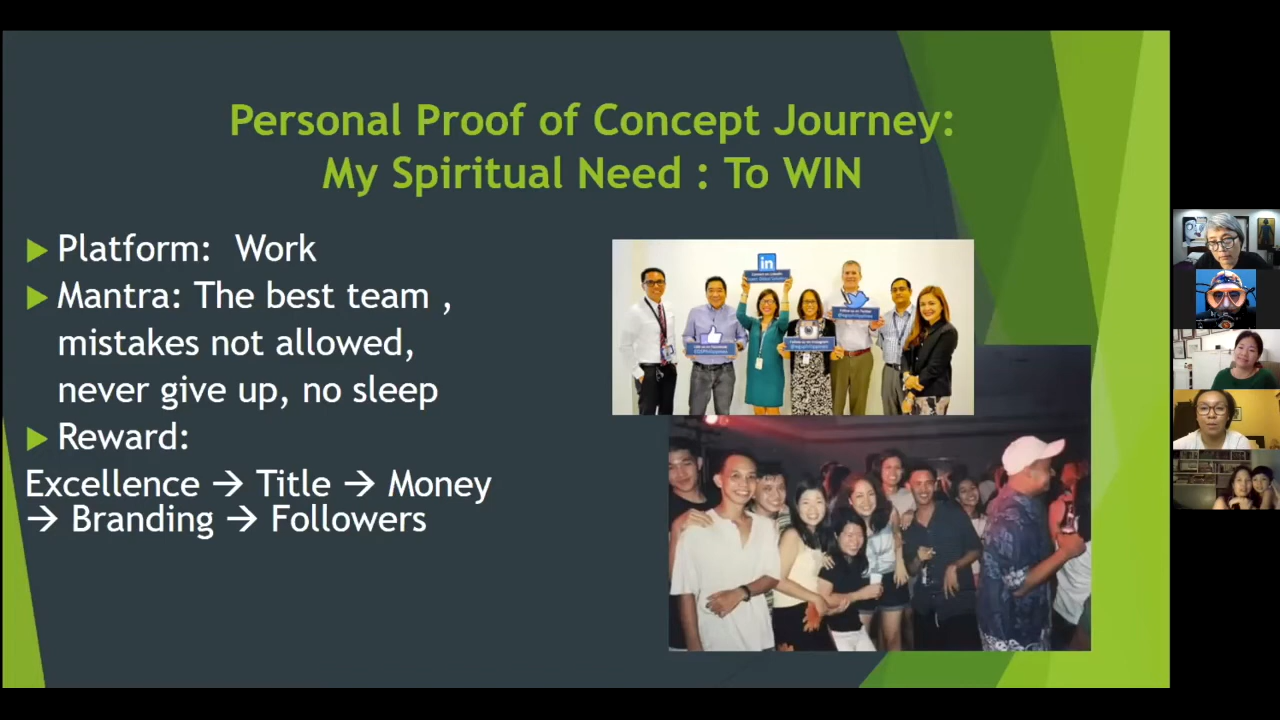 Personal Proof of Concept Journey:
My Spiritual Need : To WIN
Platform: Work
Mantra: The best team ,
mistakes not allowed,
never give up, no sleep
Reward:
Excellence → Title → Money
→ Branding → Followers
in